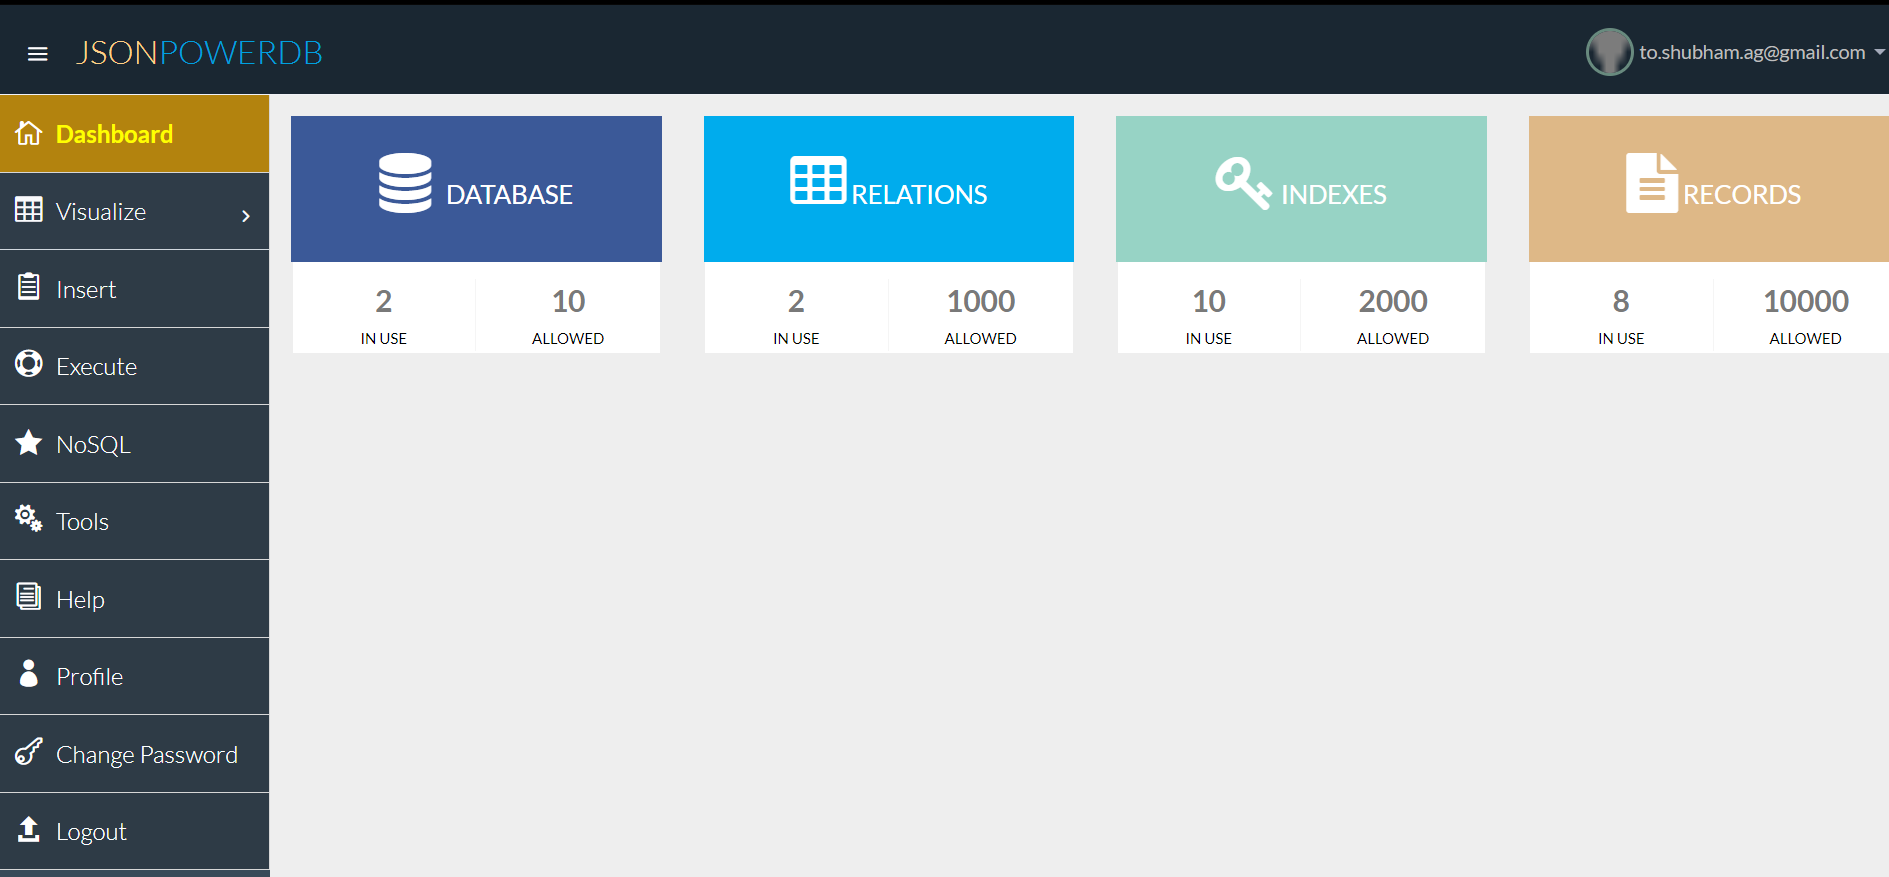 JSONPOWERDB
to.shubham.ag@gmail.com
Dashboard
Visualize
Insert
Execute
NoSQL
Tools
Help
Profile
Change Password
Logout
DATABASE
2
10
IN USE
ALLOWED
RELATIONS
2
1000
IN USE
ALLOWED
INDEXES
10
2000
IN USE
ALLOWED
RECORDS
8
10000
IN USE
ALLOWED